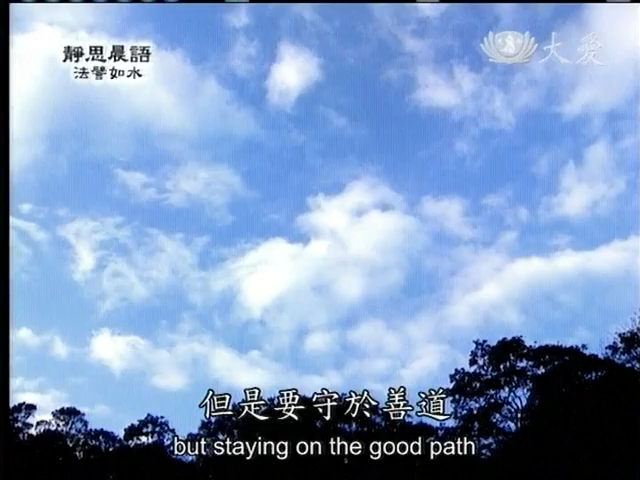 靜思晨語
法譬如水
大愛
但是要守於善道
but staying on the good path